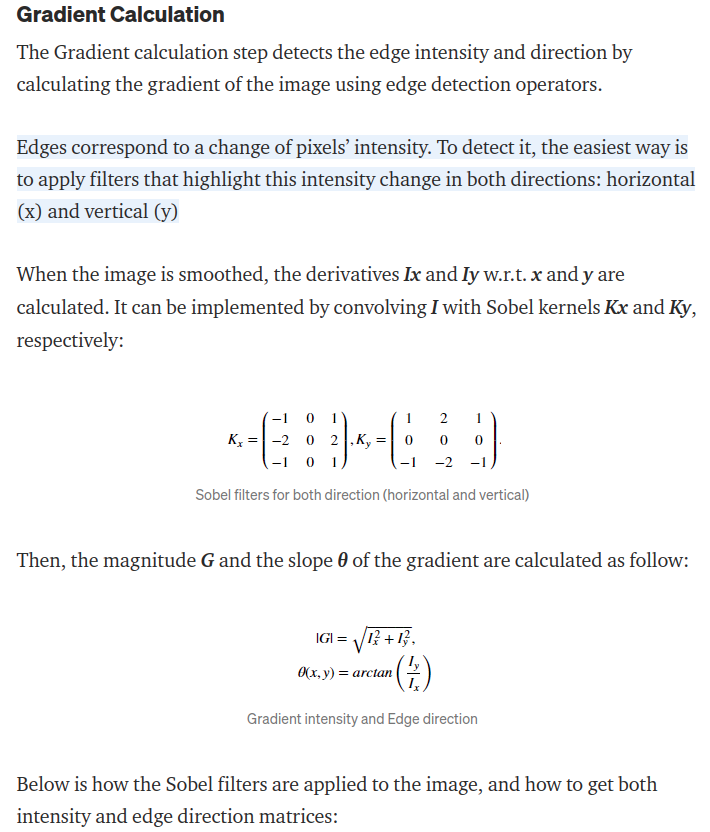 Gradient Calculation
The Gradient calculation step detects the edge intensity and direction by
calculating the gradient of the image using edge detection operators.
Edges correspond to a change of pixels’ intensity. To detect it, the easiest way is
to apply filters that highlight this intensity change in both directions: horizontal
(x) and vertical (y)
When the image is smoothed, the derivatives Ix and Iy w.r.t. x and y are
calculated. It can be implemented by convolving I with Sobel kernels Kx and Ky,
respectively:
K_x = \begin{pmatrix} -1 & 0 & 1 \\ -2 & 0 & 2 \\ -1 & 0 & 1 \end{pmatrix}, K_y = \begin{pmatrix} 1 & 2 & 1 \\ 0 & 0 & 0 \\ -1 & -2 & -1 \end{pmatrix}.
Sobel filters for both direction (horizontal and vertical)
Then, the magnitude G and the slope θ of the gradient are calculated as follow:
|G| = \sqrt{I_x^2 + I_y^2},
θ(x, y) = arctan\left(\frac{I_y}{I_x}\right)
Gradient intensity and Edge direction
Below is how the Sobel filters are applied to the image, and how to get both
intensity and edge direction matrices: